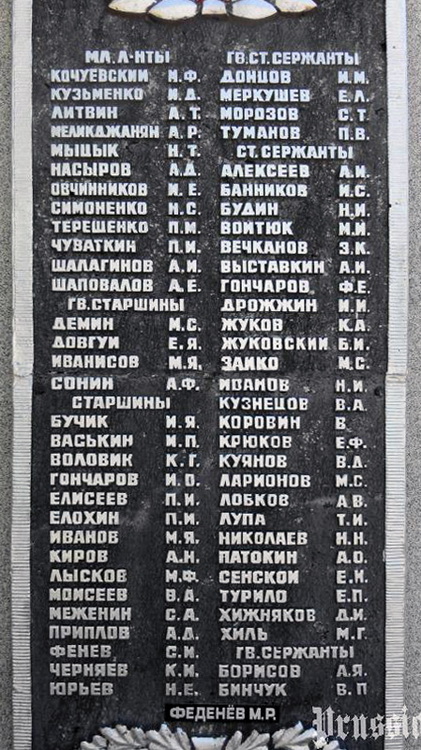 МЛ. Л-НТЫ
КОЧУЕВСКИЙ И.Ф.
КУЗЬМЕНКО И.Д.
ЛИТВИН А.Т.
МЕЛИКДЖАНЯН А.Р.
МЫЦЫК Н.Т.
НАСЫРОВ А.Д.
ОВЧИННИКОВ И.Е.
СИМОНЕНКО Н.С.
ТЕРЕЩЕНКО П.И.
ЧУВАТКИН П.И.
ШАЛАГИНОВ А.И.
ШАПОВАЛОВ А.Е.
ГВ.СТАРШИНЫ
ДЕМИН М.С.
ДОВГУЙ Е.Я.
ИВАНИСОВ М.Я.
СОНИН А.Ф.
СТАРШИНЫ
БУЧИК И.Я.
ВАСЬКИН И.П.
ВОЛОВИК К.Г.
ГОНЧАРОВ И.О.
ЕЛИСЕЕВ П.И.
ЕЛОХИН П.И.
ИВАНОВ М.Я.
КИРОВ А.Н.
ЛЫСКОВ М.Ф.
МОИСЕЕВ В.А.
МЕЖЕНИН С.А.
ПРИПЛОВ А.Д.
ФЕНЕВ С.И.
ЧЕРНЯЕВ К.И.
ЮРЬЕВ Н.Е.
ГВ.СТ.СЕРЖАНТЫ
ДОНЦОВ И.И.
МЕРКУШЕВ Е.Л.
МОРОЗОВ С.Т.
ТУМАНОВ П.В.
СТ.СЕРЖАНТЫ
АЛЕКСЕЕВ А.И.
БАННИКОВ И.С.
БУДИН Н.И.
ВОЙТЮК М.И.
ВЕЧКАНОВ З.К.
ВЫСТАВКИН А.И.
ГОНЧАРОВ Ф.Е.
ДРОЖЖИН И.И.
ЖУКОВ К.А.
ЖУКОВСКИЙ Б.И.
ЗАЙКО М.С.
ИВАНОВ Н.И.
КУЗНЕЦОВ В.А.
КОРОВИН В.
КРЮКОВ Е.Ф.
КУЯНОВ В.Д.
ЛАРИОНОВ М.С.
ЛОБКОВ А.В.
ЛУПА Т.И.
НИКОЛАЕВ Н.Н.
ПАТОКИН А.О.
СЕНСКОЙ Е.И.
ТУРИЛО Е.П.
ХИЖНЯКОВ Д.И.
ХИЛЬ М.Г.
ГВ.СЕРЖАНТЫ
БОРИСОВ А.Я.
БИНЧУК В.П
ФЕДЕНЁВ М.Р.